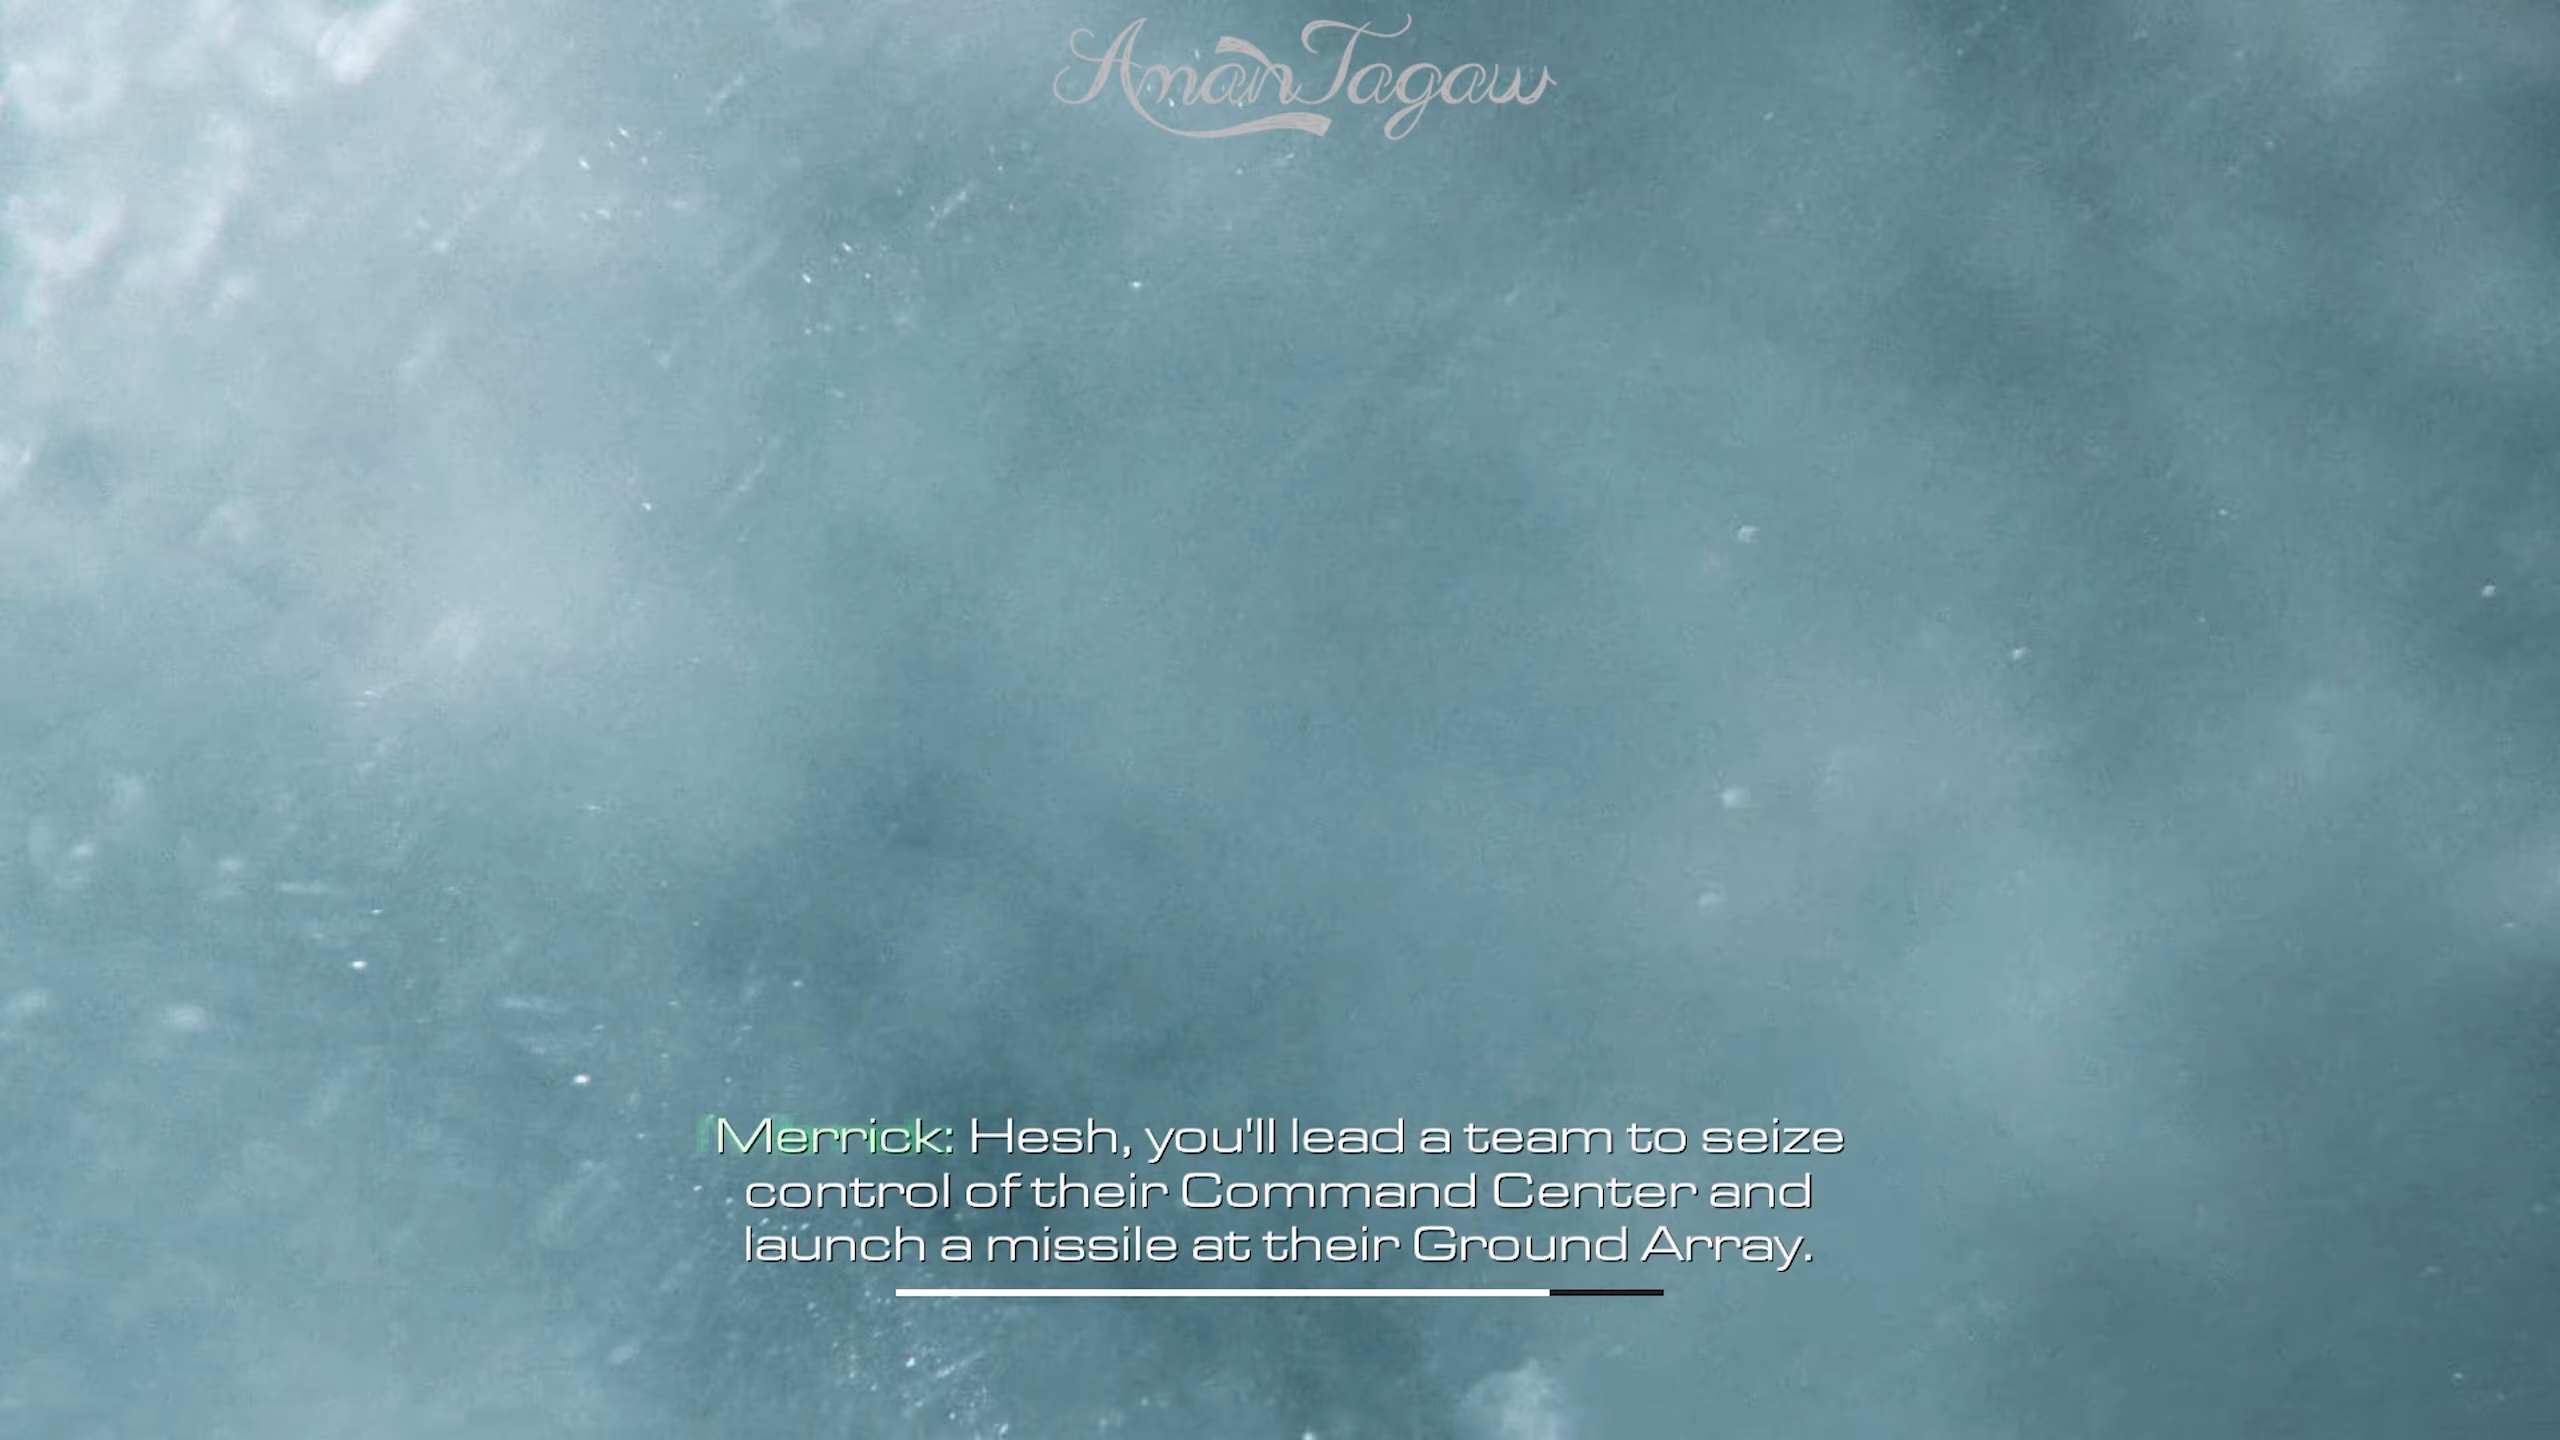 AmanTagaw
Merrick: Hesh, you'll lead a team to seize
control of their Command Center and
launch a missile at their Ground Array.